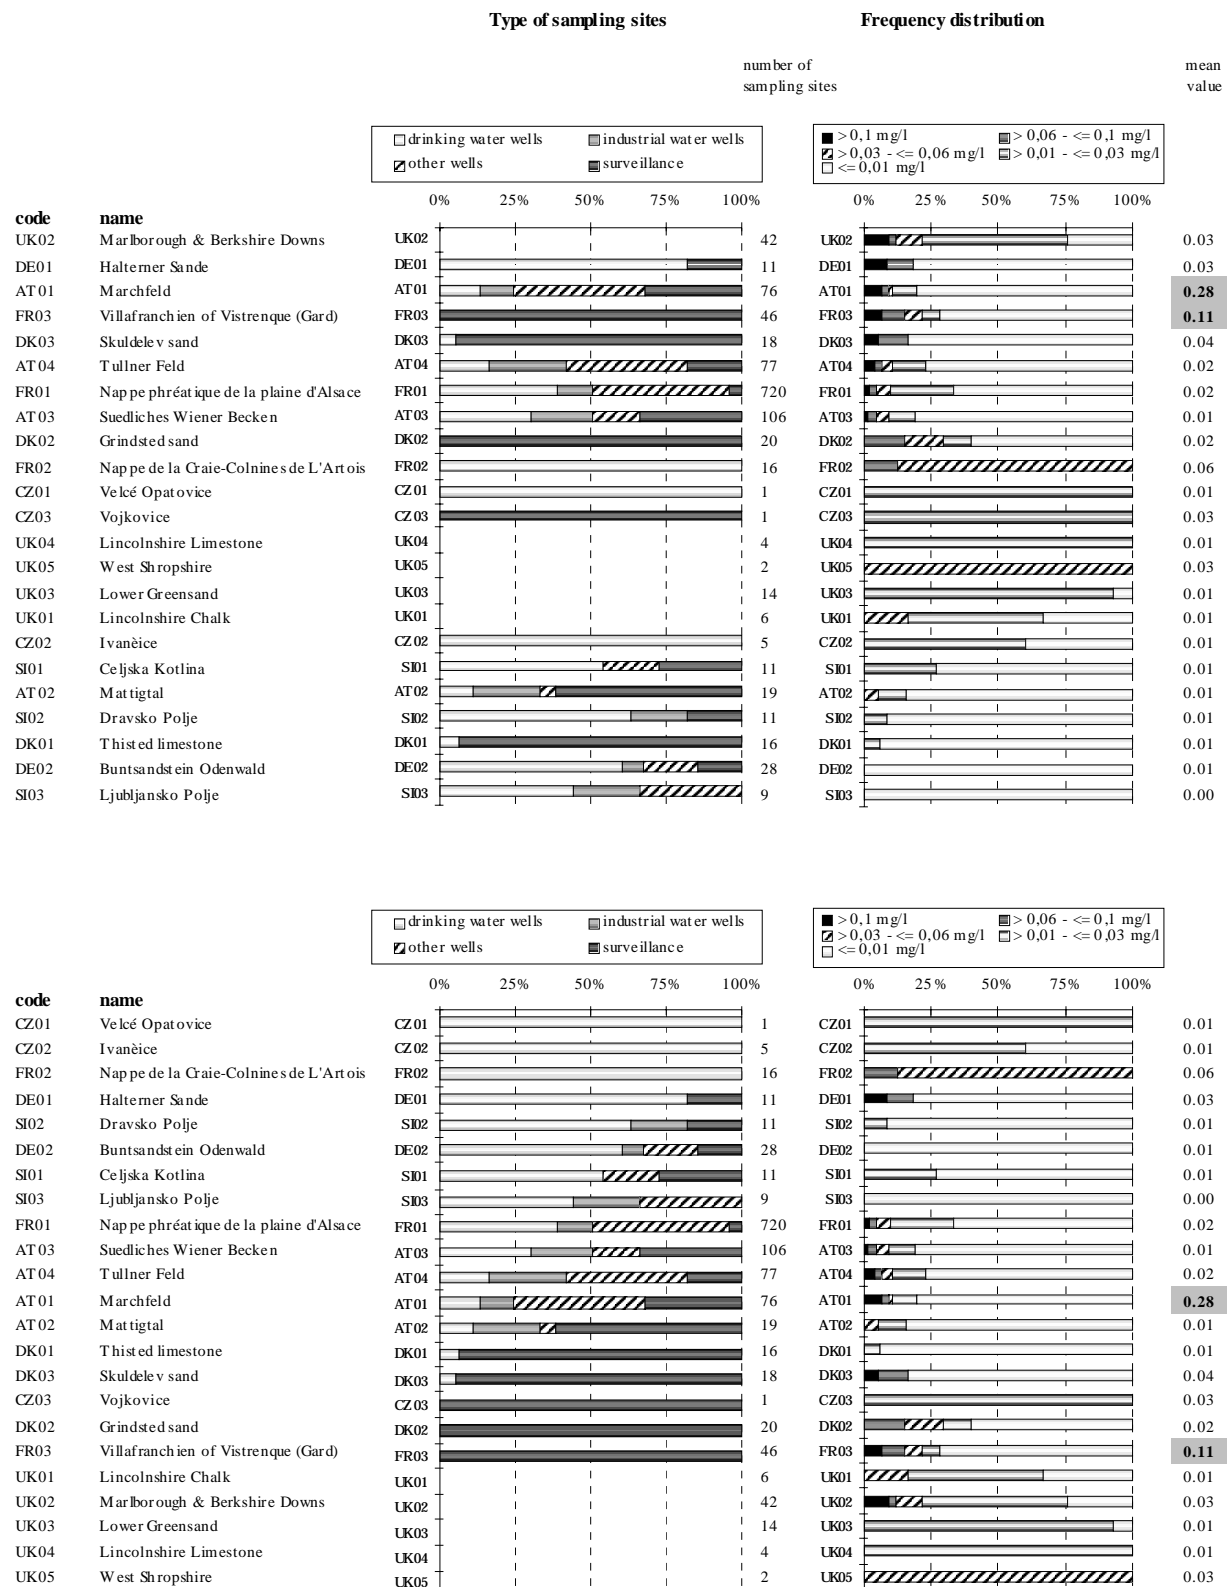 Type of sampling sites Frequency distribution
number of sampling sites mean value
drinking water wells industrial water wells
other wells surveillance
>0,1 mg/l > 0,06 - <= 0,1 mg/l
>0,03 - <= 0,06 mg/l > 0,01 - <= 0,03 mg/l
<= 0,01 mg/l
0% 25% 50% 75% 100% 0% 25% 50% 75% 100%
code name
UK02 Marlborough & Berkshire Downs UK02 42 UK02 0.03
DE01 Halterner Sande DE01 11 DE01 0.03
AT01 Marchfeld AT01 76 AT01 0.28
FR03 Villafranchien of Vistrenque (Gard) FR03 46 FR03 0.11
DK03 Skuldelev sand DK03 18 DK03 0.04
AT04 Tullner Feld AT04 77 AT04 0.02
FR01 Nappe phréatique de la plaine d'Alsace FR01 720 FR01 0.02
AT03 Suedliches Wiener Becken AT03 106 AT03 0.01
DK02 Grindsted sand DK02 20 DK02 0.02
FR02 Nappe de la Craie-Colnines de L'Artois FR02 16 FR02 0.06
CZ01 Velcé Opatovice CZ01 1 CZ01 0.01
CZ03 Vojkovice CZ03 1 CZ03 0.03
UK04 Lincolnshire Limestone UK04 4 UK04 0.01
UK05 West Shropshire UK05 2 UK05 0.03
UK03 Lower Greensand UK03 14 UK03 0.01
UK01 Lincolnshire Chalk UK01 6 UK01 0.01
CZ02 Ivanèice CZ02 5 CZ02 0.01
SI01 Celjska Kotlina SI01 11 SI01 0.01
AT02 Mattigtal AT02 19 AT02 0.01
SI02 Dravsko Polje SI02 11 SI02 0.01
DK01 Thisted limestone DK01 16 DK01 0.01
DE02 Buntsandstein Odenwald DE02 28 DE02 0.01
SI03 Ljubljansko Polje SI03 9 SI03 0.00
drinking water wells industrial water wells
other wells surveillance
>0,1 mg/l > 0,06 - <= 0,1 mg/l
>0,03 - <= 0,06 mg/l > 0,01 - <= 0,03 mg/l
<= 0,01 mg/l
0% 25% 50% 75% 100% 0% 25% 50% 75% 100%
code name
CZ01 Velcé Opatovice CZ01 1 CZ01 0.01
CZ02 Ivanèice CZ02 5 CZ02 0.01
FR02 Nappe de la Craie-Colnines de L'Artois FR02 16 FR02 0.06
DE01 Halterner Sande DE01 11 DE01 0.03
SI02 Dravsko Polje SI02 11 SI02 0.01
DE02 Buntsandstein Odenwald DE02 28 DE02 0.01
SI01 Celjska Kotlina SI01 11 SI01 0.01
SI03 Ljubljansko Polje SI03 9 SI03 0.00
FR01 Nappe phréatique de la plaine d'Alsace FR01 720 FR01 0.02
AT03 Suedliches Wiener Becken AT03 106 AT03 0.01
AT04 Tullner Feld AT04 77 AT04 0.02
AT01 Marchfeld AT01 76 AT01 0.28
AT02 Mattigtal AT02 19 AT02 0.01
DK01 Thisted limestone DK01 16 DK01 0.01
DK03 Skuldelev sand DK03 18 DK03 0.04
CZ03 Vojkovice CZ03 1 CZ03 0.03
DK02 Grindsted sand DK02 20 DK02 0.02
FR03 Villafranchien of Vistrenque (Gard) FR03 46 FR03 0.11
UK01 Lincolnshire Chalk UK01 6 UK01 0.01
UK02 Marlborough & Berkshire Downs UK02 42 UK02 0.03
UK03 Lower Greensand UK03 14 UK03 0.01
UK04 Lincolnshire Limestone UK04 4 UK04 0.01
UK05 West Shropshire UK05 2 UK05 0.03